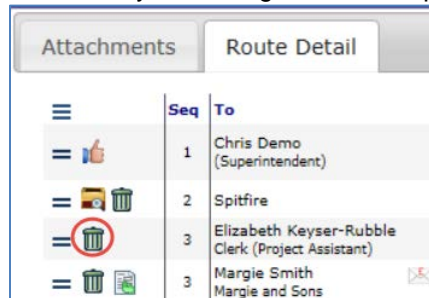 Attachments Route Detail
Seq To
1 Chris Demo
(Superintendent)
2 Spitfire
3 Elizabeth Keyser-Rubble
Clerk (Project Assistant)
3 Margie Smith
Margie and Sons